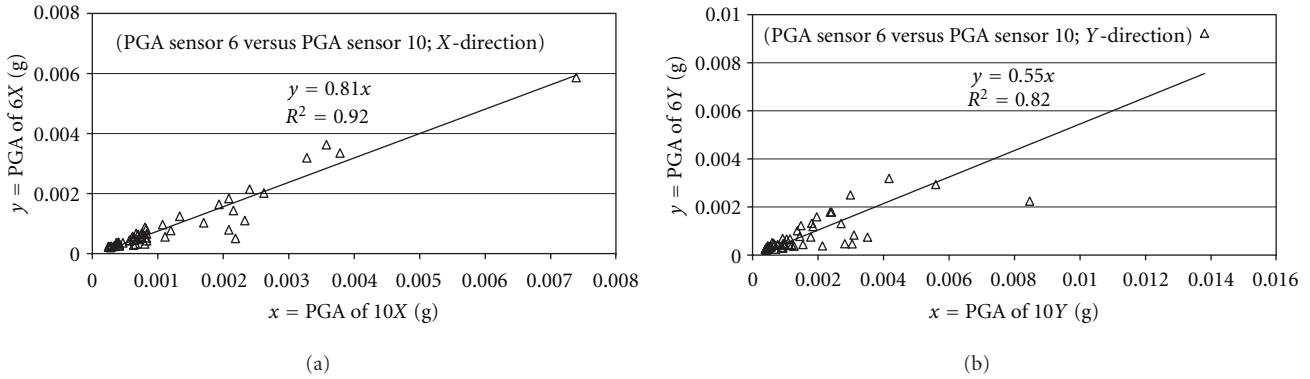 0.008
0.006
0.004
0.002
0
y = PGA of 6X (g)
(PGA sensor 6 versus PGA sensor 10; X-direction)
y = 0.81x
R² = 0.92
0 0.001 0.002 0.003 0.004 0.005 0.006 0.007 0.008
x = PGA of 10X (g)
(a)
0.01
0.008
0.006
0.004
0.002
0
y = PGA of 6Y (g)
(PGA sensor 6 versus PGA sensor 10; Y-direction)
y = 0.55x
R² = 0.82
0 0.002 0.004 0.006 0.008 0.01 0.012 0.014 0.016
x = PGA of 10Y (g)
(b)